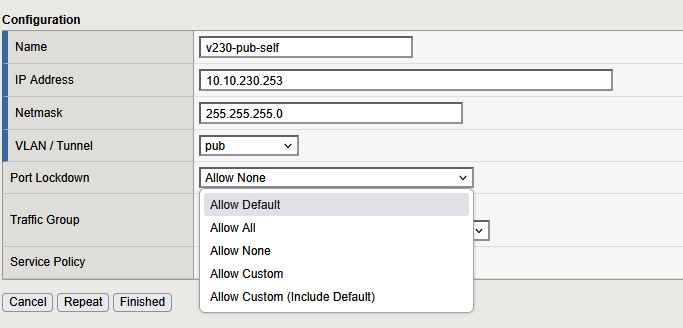 Configuration
Name v230-pub-self
IP Address 10.10.230.253
Netmask 255.255.255.0
VLAN / Tunnel pub
Port Lockdown Allow None
Allow Default
Traffic Group Allow All
Allow None
Service Policy Allow Custom
Allow Custom (Include Default)
Cancel Repeat Finished